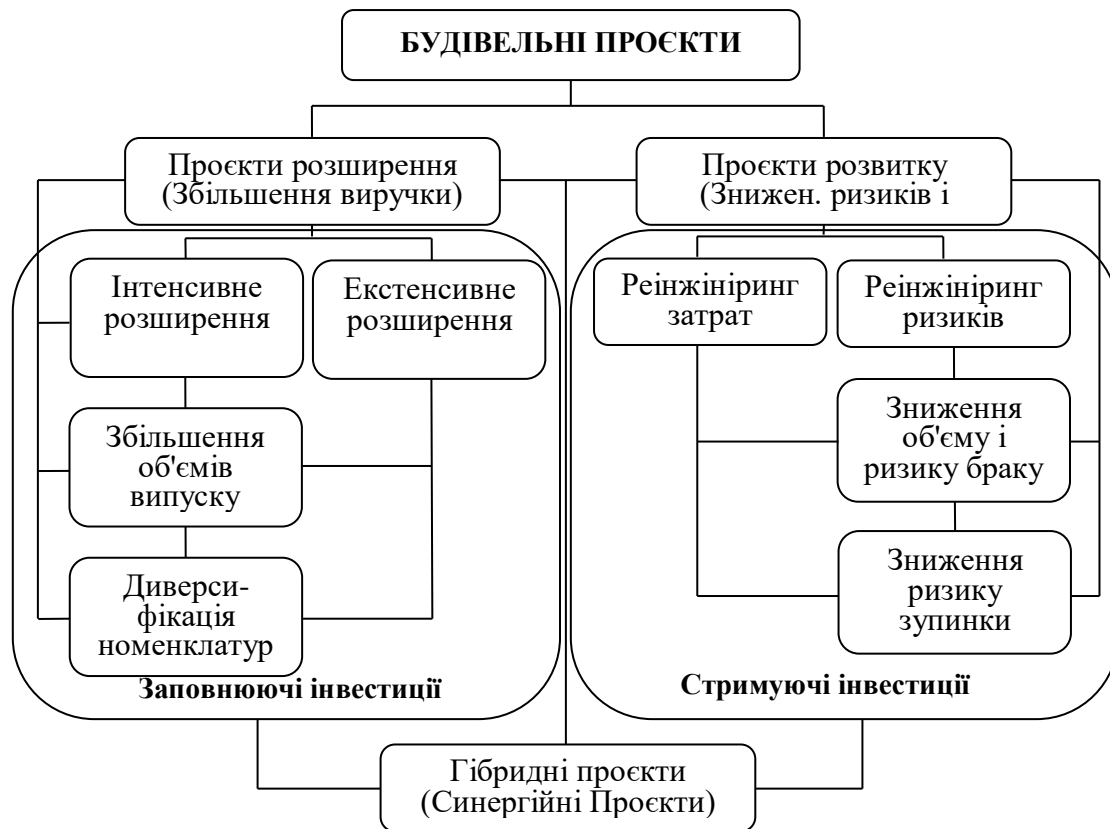 БУДІВЕЛЬНІ ПРОЄКТИ
Проєкти розширення
(Збільшення виручки)
Проєкти розвитку
(Знижен. ризиків і
Інтенсивне
розширення
Екстенсивне
розширення
Реінжініринг
затрат
Реінжініринг
ризиків
Збільшення
об'ємів
випуску
Зниження
об'єму і
ризику браку
Диверси-
фікація
номенклатур
Зниження
ризику
зупинки
Заповнюючі інвестиції
Стримуючі інвестиції
Гібридні проєкти
(Синергійні Проєкти)